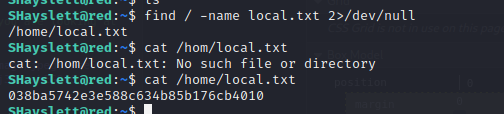 SHayslett@red:~$ find / -name local.txt 2>/dev/null
/home/local.txt
SHayslett@red:~$ cat /hom/local.txt
cat: /hom/local.txt: No such file or directory
SHayslett@red:~$ cat /home/local.txt
038ba5742e3e588c634b85b176cb4010
SHayslett@red:~$